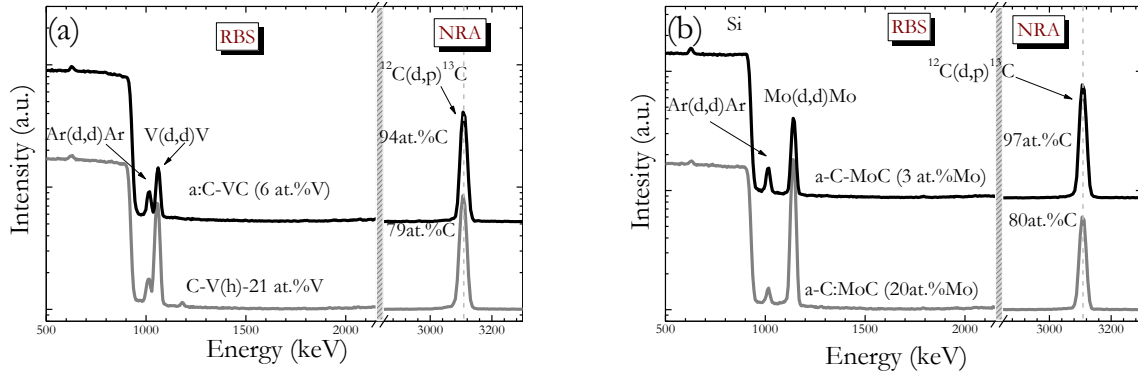 (a)
RBS
NRA
12C(d,p)13C
Ar(d,d)Ar
V(d,d)V
94at.%C
a:C-VC (6 at.%V)
79at.%C
C-V(h)-21 at.%V
Intensity (a.u.)
500 1000 1500 2000 3000 3200
Energy (keV)
(b)
Si
RBS
NRA
12C(d,p)13C
Mo(d,d)Mo
Ar(d,d)Ar
97at.%C
a-C-MoC (3 at.%Mo)
80at.%C
a-C:MoC (20at.%Mo)
Intesity (a.u.)
500 1000 1500 2000 3000 3200
Energy (keV)